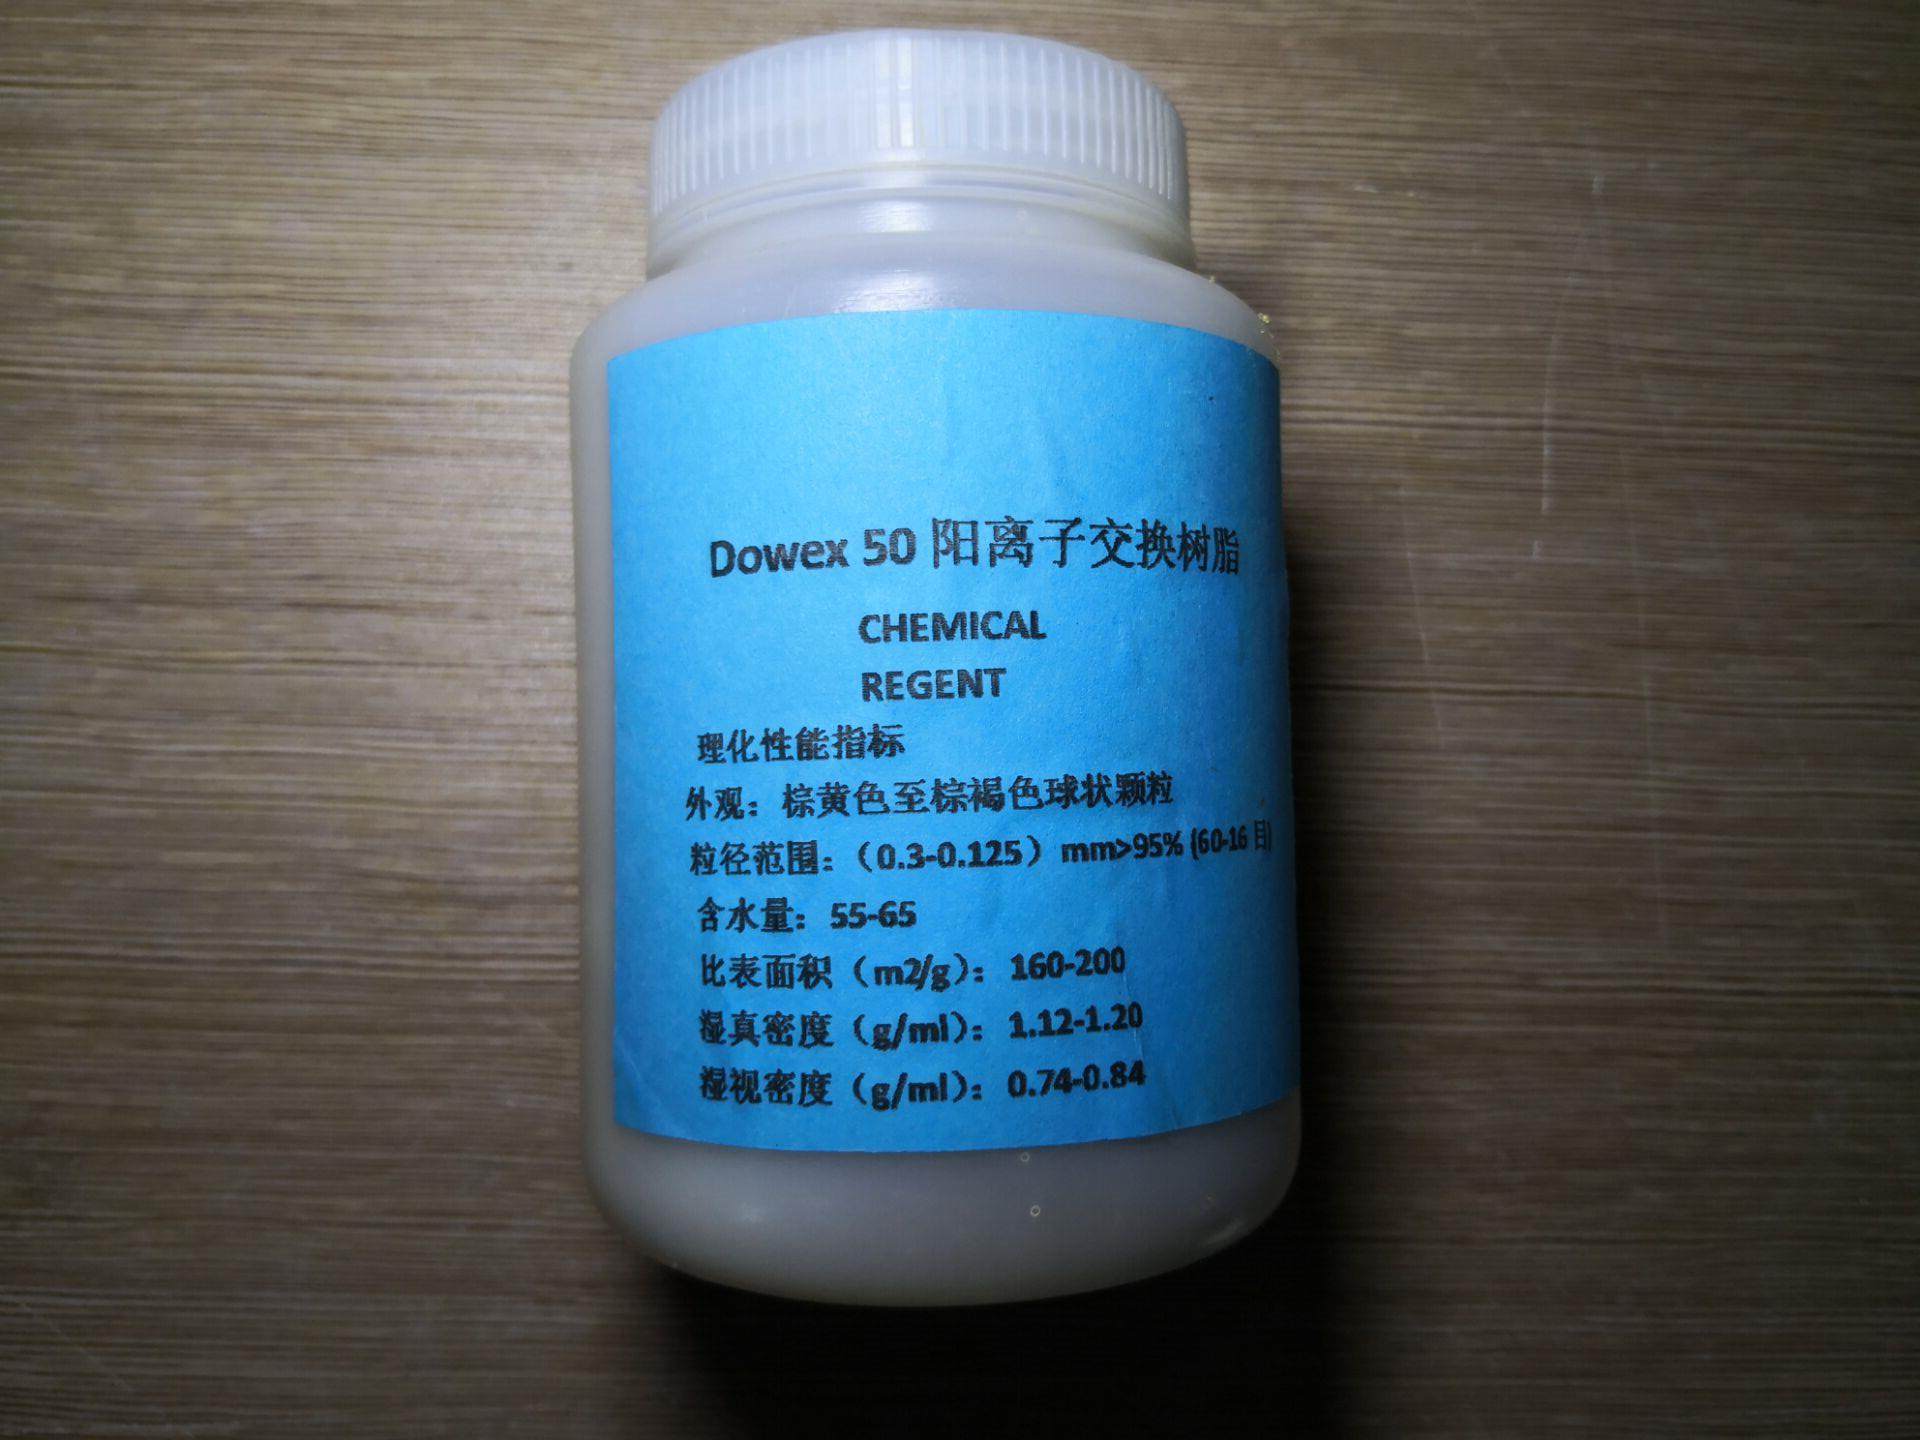 Dowex 50 阳离子交换树脂
CHEMICAL
REGENT
理化性能指标
外观：棕黄色至棕褐色球状颗粒
粒径范围：（0.3-0.125）mm>95% (60-16 目)
含水量：55-65
比表面积（m2/g）：160-200
湿真密度（g/ml）：1.12-1.20
湿视密度（g/ml）：0.74-0.84